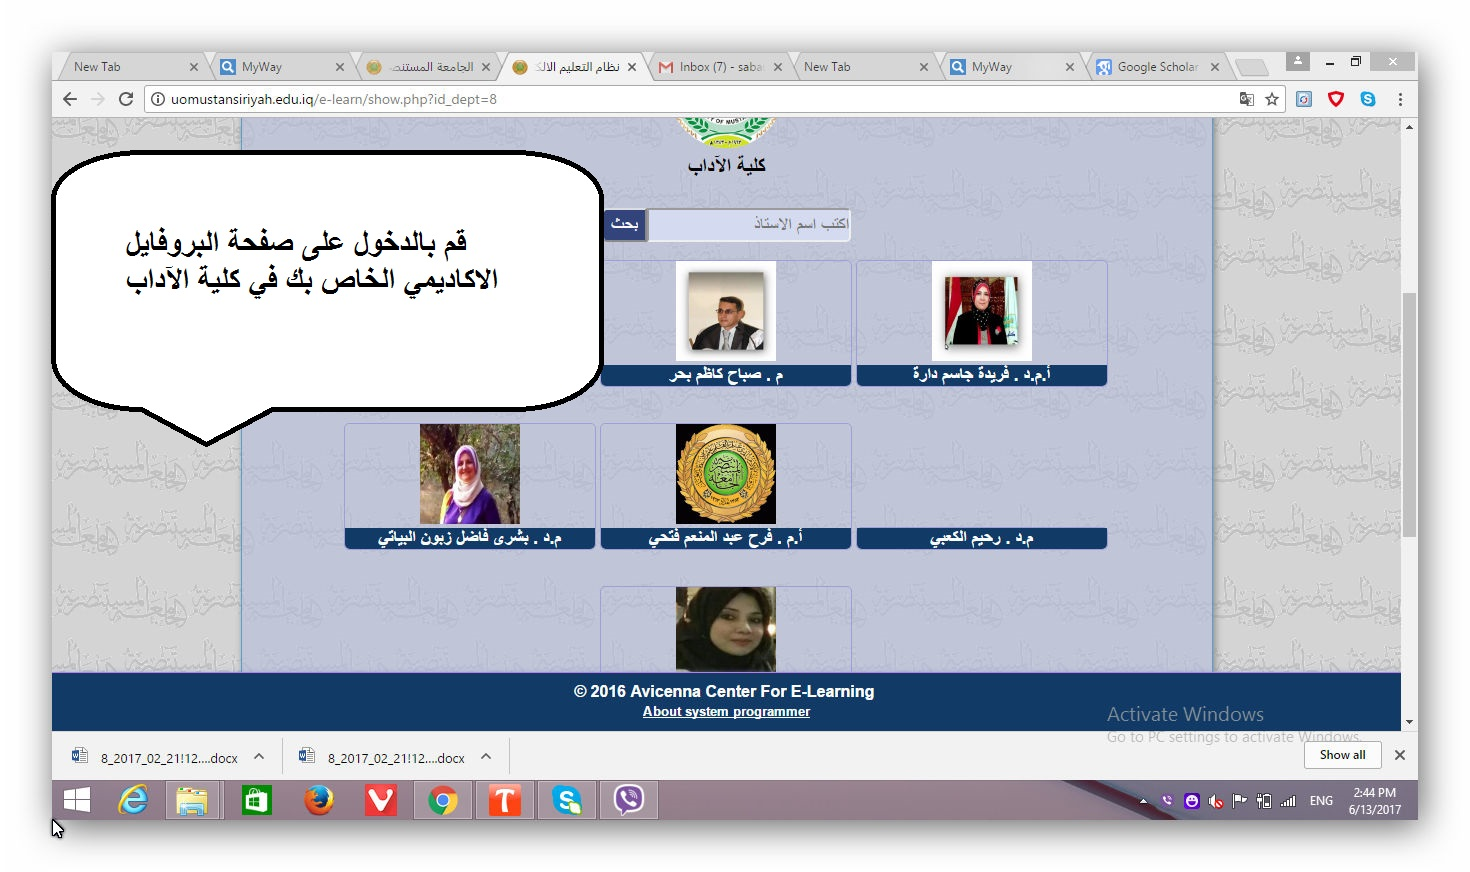 New Tab
MyWay
الجامعة المستنص
نظام التعليم الالك
Inbox (7) - saba
New Tab
MyWay
Google Scholar
uomustansiriyah.edu.iq/e-learn/show.php?id_dept=8
كلية الآداب
اكتب اسم الاستاذ
بحث
قم بالدخول على صفحة البروفايل
الاكاديمي الخاص بك في كلية الآداب
أ.م.د . فريدة جاسم دارة
م . صباح كاظم بحر
م.د . رحيم الكعبي
أ.م . فرح عبد المنعم فتحي
م.د . بشرى فاضل زبون البياتي
© 2016 Avicenna Center For E-Learning
About system programmer
Activate Windows
Go to PC settings to activate Windows.
8_2017_02_21!12....docx
8_2017_02_21!12....docx
Show all
ENG
2:44 PM
6/13/2017